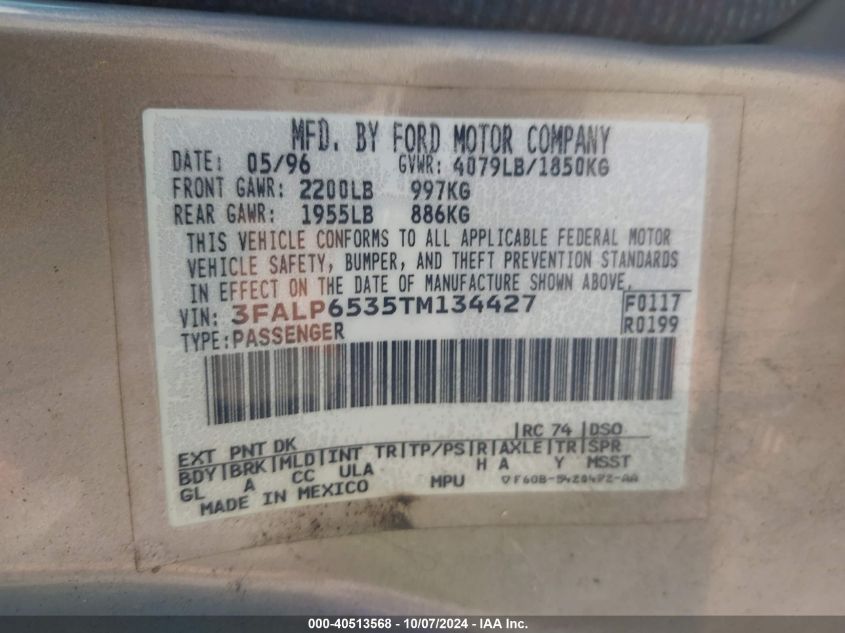 MFD. BY FORD MOTOR COMPANY
DATE: 05/96 GVWR: 4079LB/1850KG
FRONT GAWR: 2200LB 997KG
REAR GAWR: 1955LB 886KG
THIS VEHICLE CONFORMS TO ALL APPLICABLE FEDERAL MOTOR
VEHICLE SAFETY, BUMPER, AND THEFT PREVENTION STANDARDS
IN EFFECT ON THE DATE OF MANUFACTURE SHOWN ABOVE.
VIN: 3FALP6535TM134427 F0117
TYPE: PASSENGER R0199
EXT PNT DK RC 74 DSO
BDY BRK MLD INT TR TP/PS R AXLE TR SPR
GL A CC ULA H A Y MSST
MADE IN MEXICO MPU F60B-5420472-AA
000-40513568 - 10/07/2024 - IAA Inc.